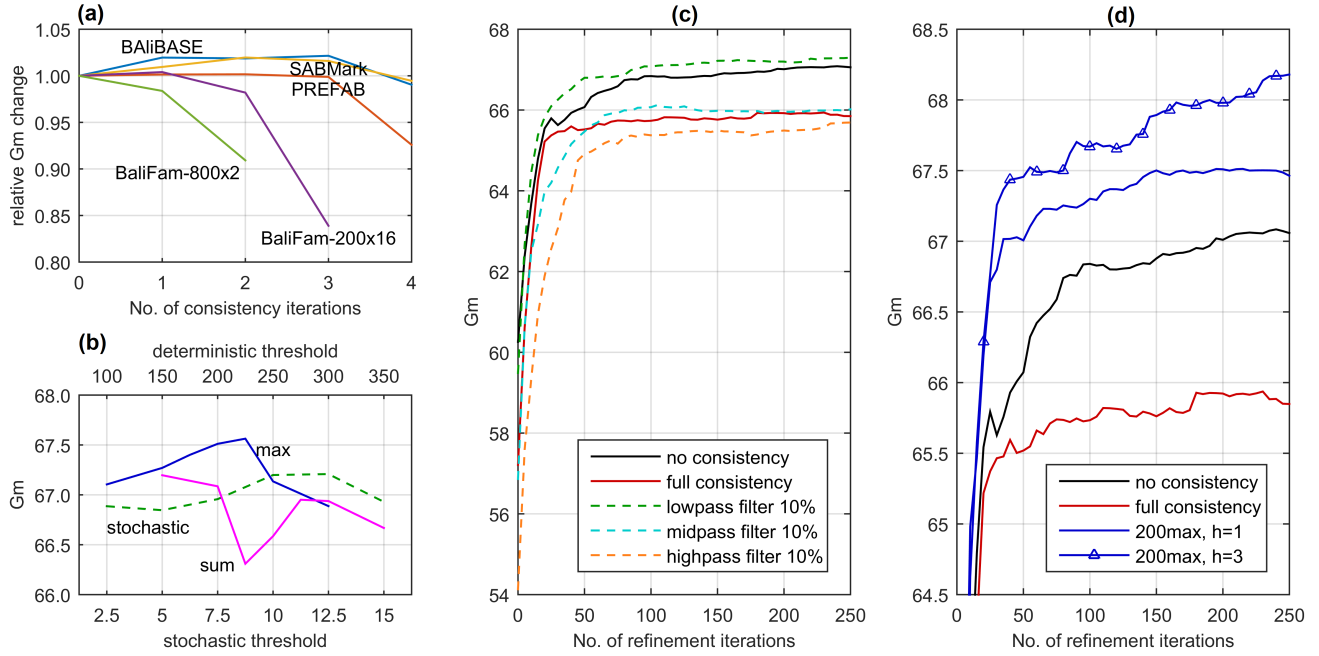 (a)
1.05
1.00
0.95
0.90
0.85
0.80
relative Gm change
BAliBASE
SABMark
PREFAB
BaliFam-800x2
BaliFam-200x16
0 1 2 3 4
No. of consistency iterations
(b)
deterministic threshold
100 150 200 225 250 300 350
68.0
67.5
67.0
66.5
66.0
Gm
max
stochastic
sum
2.5 5 7.5 10 12.5 15
stochastic threshold
(c)
68
66
64
62
60
58
56
54
Gm
no consistency
full consistency
lowpass filter 10%
midpass filter 10%
highpass filter 10%
0 50 100 150 200 250
No. of refinement iterations
(d)
68.5
68
67.5
67
66.5
66
65.5
65
64.5
Gm
no consistency
full consistency
200max, h=1
200max, h=3
0 50 100 150 200 250
No. of refinement iterations